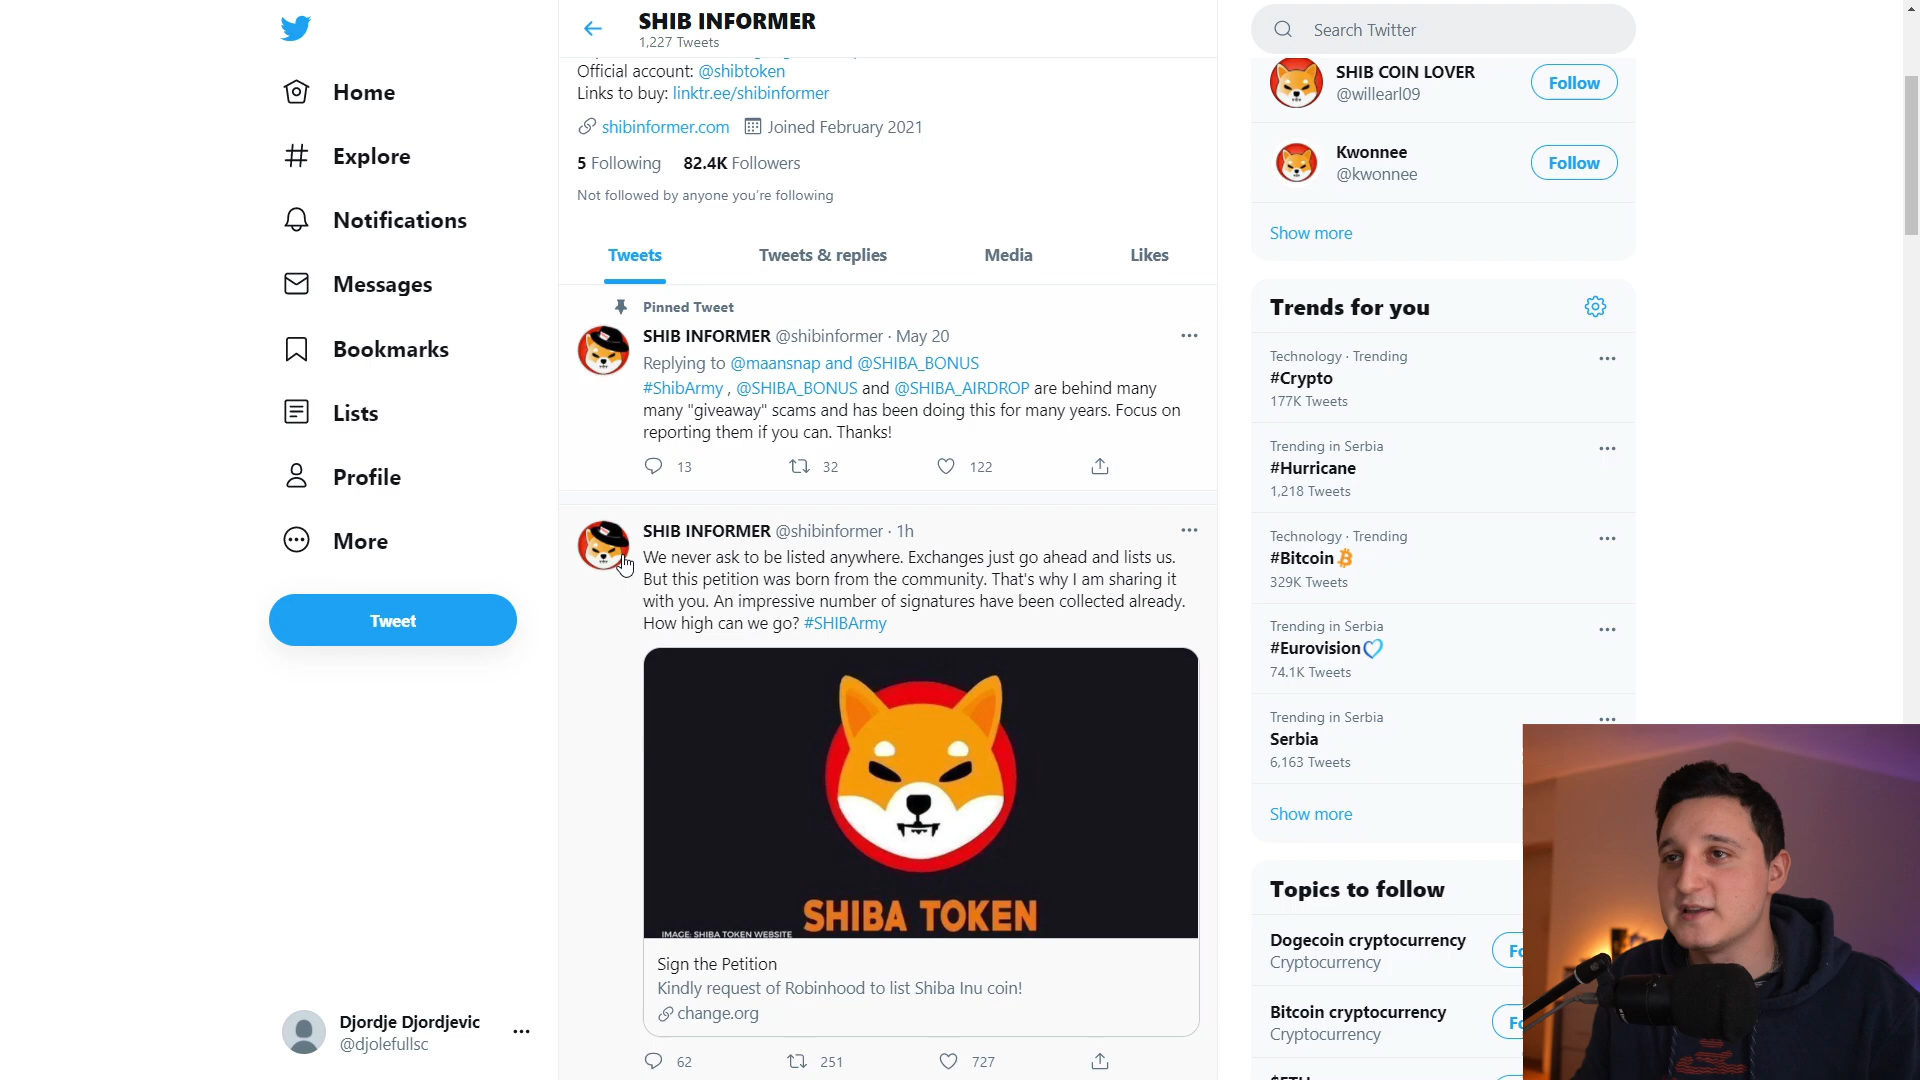 Home
Explore
Notifications
Messages
Bookmarks
Lists
Profile
More
Tweet
Djordje Djordjevic
@djolefullsc
SHIB INFORMER
1,227 Tweets
Official account: @shibtoken
Links to buy: linktr.ee/shibinformer
shibinformer.com Joined February 2021
5 Following 82.4K Followers
Not followed by anyone you're following
Tweets Tweets & replies Media Likes
Pinned Tweet
SHIB INFORMER @shibinformer · May 20
Replying to @maansnap and @SHIBA_BONUS
#ShibArmy , @SHIBA_BONUS and @SHIBA_AIRDROP are behind many
many "giveaway" scams and has been doing this for many years. Focus on
reporting them if you can. Thanks!
13 32 122
SHIB INFORMER @shibinformer · 1h
We never ask to be listed anywhere. Exchanges just go ahead and lists us.
But this petition was born from the community. That's why I am sharing it
with you. An impressive number of signatures have been collected already.
How high can we go? #SHIBArmy
SHIBA TOKEN
IMAGE: SHIBA TOKEN WEBSITE
Sign the Petition
Kindly request of Robinhood to list Shiba Inu coin!
change.org
62 251 727
Search Twitter
SHIB COIN LOVER
@willearl09
Follow
Kwonnee
@kwonnee
Follow
Show more
Trends for you
Technology · Trending
#Crypto
177K Tweets
Trending in Serbia
#Hurricane
1,218 Tweets
Technology · Trending
#Bitcoin
329K Tweets
Trending in Serbia
#Eurovision
74.1K Tweets
Trending in Serbia
Serbia
6,163 Tweets
Show more
Topics to follow
Dogecoin cryptocurrency
Cryptocurrency
Fo
Bitcoin cryptocurrency
Cryptocurrency
Fo